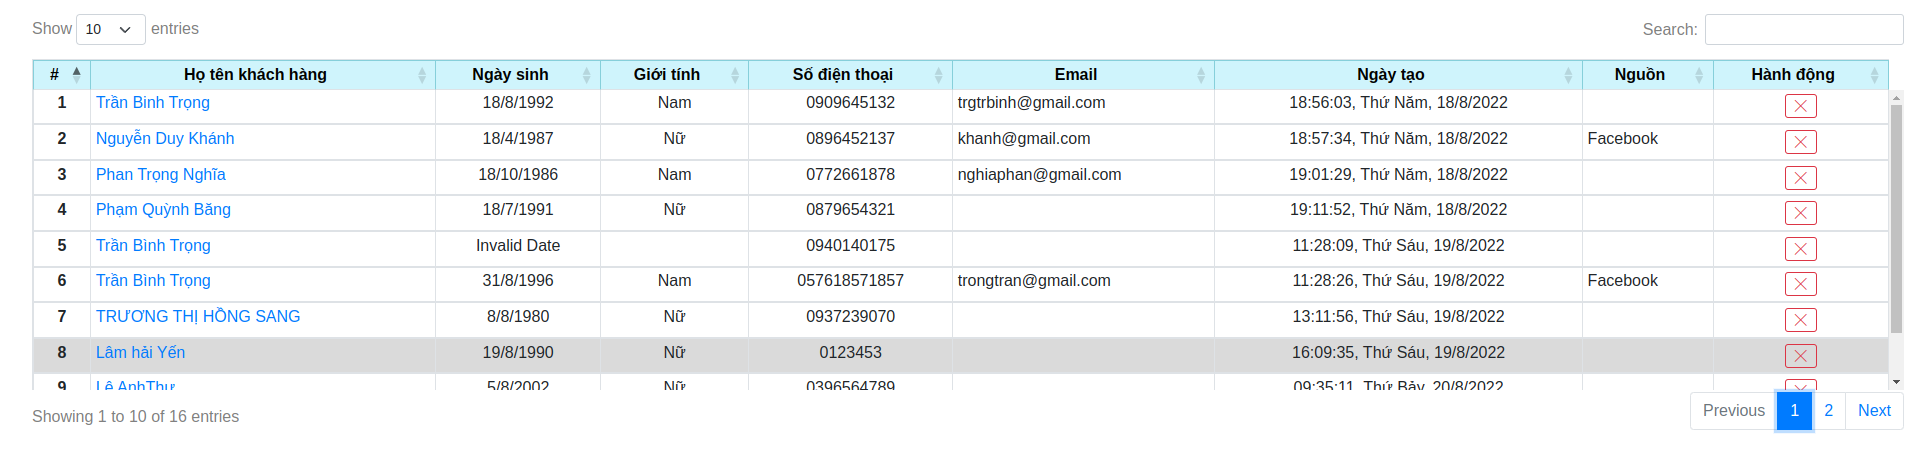 Show 10 entries Search:
# Họ tên khách hàng Ngày sinh Giới tính Số điện thoại Email Ngày tạo Nguồn Hành động
1 Trần Binh Trọng 18/8/1992 Nam 0909645132 trgtrbinh@gmail.com 18:56:03, Thứ Năm, 18/8/2022
2 Nguyễn Duy Khánh 18/4/1987 Nữ 0896452137 khanh@gmail.com 18:57:34, Thứ Năm, 18/8/2022 Facebook
3 Phan Trọng Nghĩa 18/10/1986 Nam 0772661878 nghiaphan@gmail.com 19:01:29, Thứ Năm, 18/8/2022
4 Phạm Quỳnh Băng 18/7/1991 Nữ 0879654321 19:11:52, Thứ Năm, 18/8/2022
5 Trần Bình Trọng Invalid Date 0940140175 11:28:09, Thứ Sáu, 19/8/2022
6 Trần Bình Trọng 31/8/1996 Nam 057618571857 trongtran@gmail.com 11:28:26, Thứ Sáu, 19/8/2022 Facebook
7 TRƯƠNG THỊ HỒNG SANG 8/8/1980 Nữ 0937239070 13:11:56, Thứ Sáu, 19/8/2022
8 Lâm hải Yến 19/8/1990 Nữ 0123453 16:09:35, Thứ Sáu, 19/8/2022
9 Lê AnhThư 5/8/2002 Nữ 0396564789 09:35:11, Thứ Bảy, 20/8/2022
Showing 1 to 10 of 16 entries Previous 1 2 Next